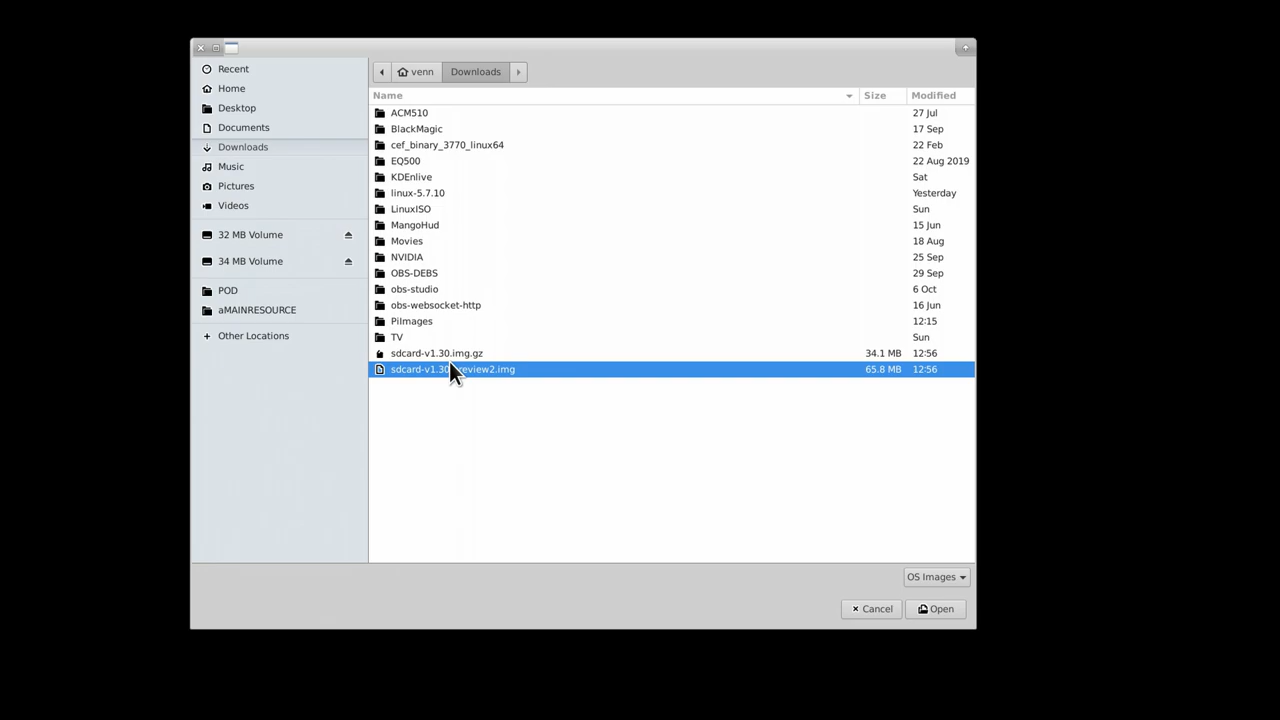 Recent
Home
Desktop
Documents
Downloads
Music
Pictures
Videos
32 MB Volume
34 MB Volume
POD
aMAINRESOURCE
Other Locations
venn Downloads
Name Size Modified
ACM510 27 Jul
BlackMagic 17 Sep
cef_binary_3770_linux64 22 Feb
EQ500 22 Aug 2019
KDEnlive Sat
linux-5.7.10 Yesterday
LinuxISO Sun
MangoHud 15 Jun
Movies 18 Aug
NVIDIA 25 Sep
OBS-DEBS 29 Sep
obs-studio 6 Oct
obs-websocket-http 16 Jun
PiImages 12:15
TV Sun
sdcard-v1.30.img.gz 34.1 MB 12:56
65.8 MB 12:56
OS Images
Cancel Open